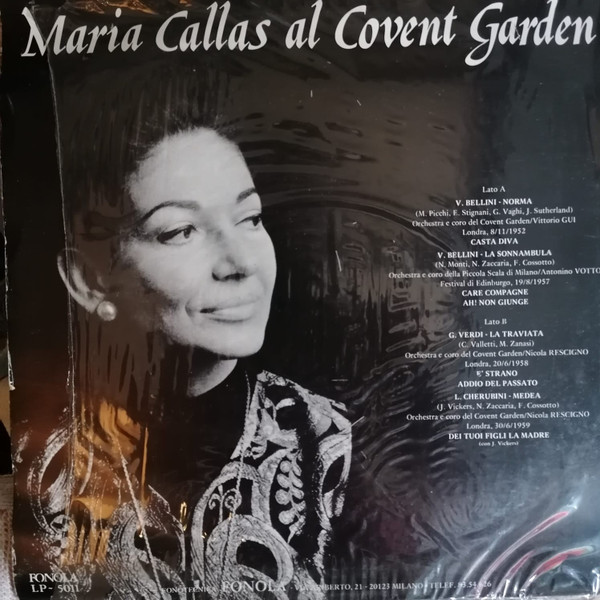 Maria Callas al Covent Garden
Lato A
V. BELLINI - NORMA
(M. Picchi, E. Stignani, G. Vaghi, J. Sutherland)
Orchestra e coro del Covent Garden/Vittorio GUI
Londra, 8/11/1952
CASTA DIVA
V. BELLINI - LA SONNAMBULA
(N. Monti, N. Zaccaria, F. Cossotto)
Orchestra e coro della Piccola Scala di Milano/Antonino VOTTO
Festival di Edinburgo, 19/8/1957
CARE COMPAGNE
AH! NON GIUNGE
Lato B
G. VERDI - LA TRAVIATA
(C. Valletti, M. Zanasi)
Orchestra e coro del Covent Garden/Nicola RESCIGNO
Londra, 20/6/1958
E' STRANO
ADDIO DEL PASSATO
L. CHERUBINI - MEDEA
(J. Vickers, N. Zaccaria, F. Cossotto)
Orchestra e coro del Covent Garden/Nicola RESCIGNO
Londra, 30/6/1959
DEI TUOI FIGLI LA MADRE
(con J. Vickers)
FONOLA
LP - 5011
FONOLA - 21 - 20123 MILANO - TELEF.